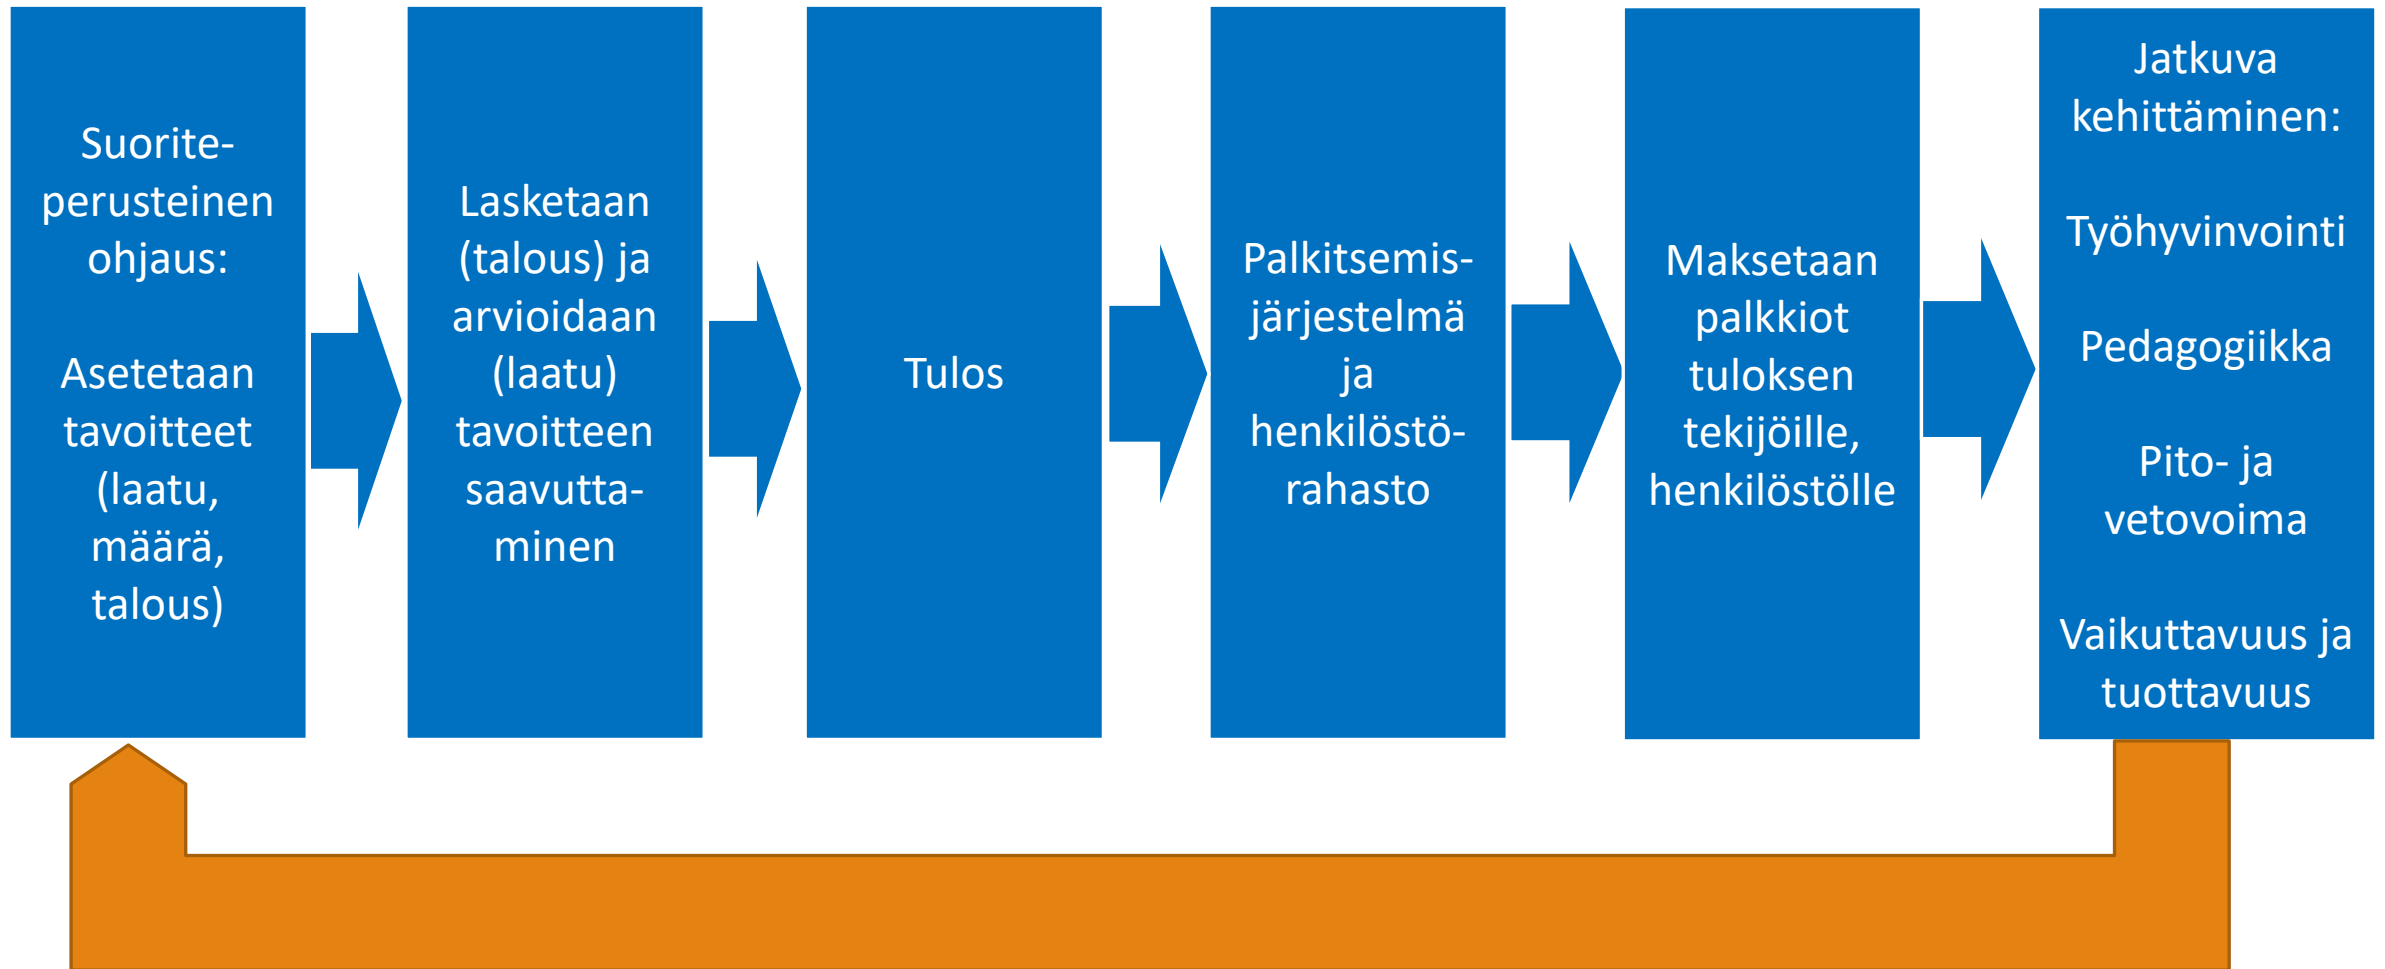 Suorite-
perusteinen
ohjaus:
Asetetaan
tavoitteet
(laatu,
määrä,
talous)
Lasketaan
(talous) ja
arvioidaan
(laatu)
tavoitteen
saavutta-
minen
Tulos
Palkitsemis-
järjestelmä
ja
henkilöstö-
rahasto
Maksetaan
palkkiot
tuloksen
tekijöille,
henkilöstölle
Jatkuva
kehittäminen:
Työhyvinvointi
Pedagogiikka
Pito- ja
vetovoima
Vaikuttavuus ja
tuottavuus